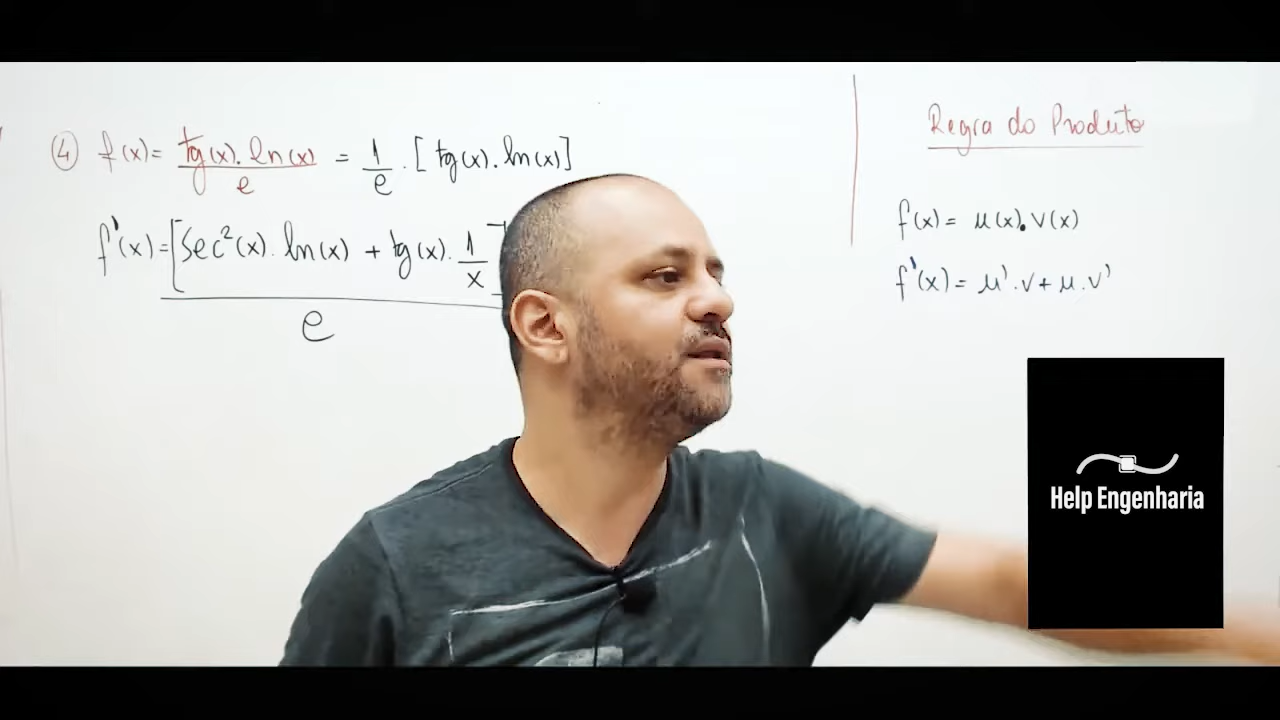 ④ f(x) = tg(x) . ln(x) / e = 1/e . [tg(x) . ln(x)]
f'(x) = [sec²(x) . ln(x) + tg(x) . 1/x] / e
Regra do Produto
f(x) = u(x) . v(x)
f'(x) = u' . v + u . v'
Help Engenharia